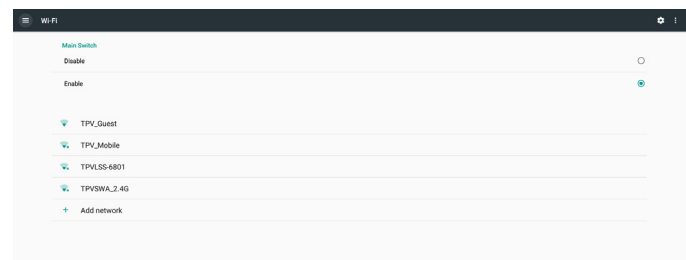 Wi-Fi
Main Switch
Disable
Enable
TPV_Guest
TPV_Mobile
TPVLSS-6801
TPVSWA_2.4G
Add network